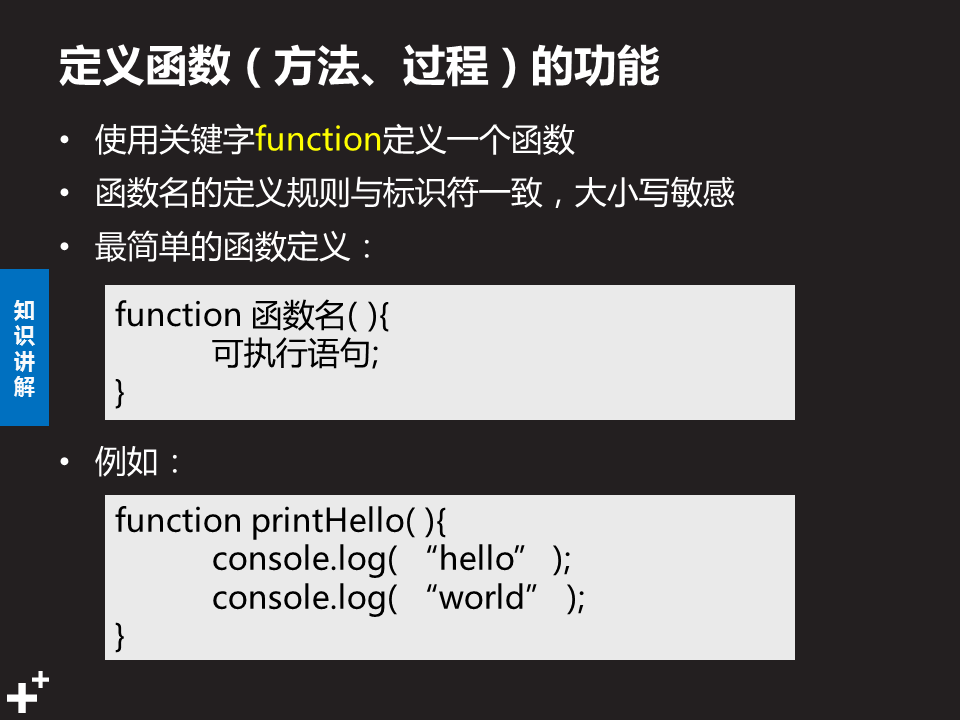 定义函数（方法、过程）的功能
• 使用关键字function定义一个函数
• 函数名的定义规则与标识符一致，大小写敏感
• 最简单的函数定义：
知识讲解
function 函数名( ){
可执行语句;
}
• 例如：
function printHello( ){
console.log( “hello” );
console.log( “world” );
}